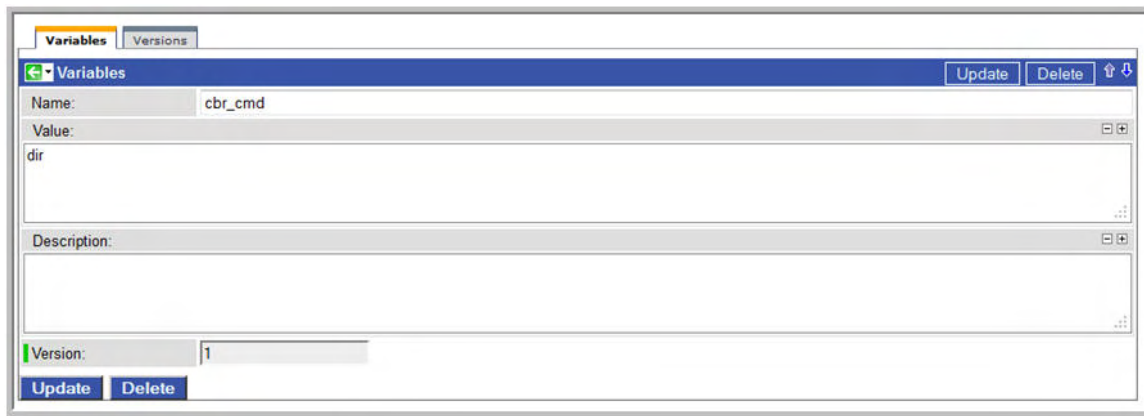 Variables Versions
Variables Update Delete
Name: cbr_cmd
Value:
dir
Description:
Version: 1
Update Delete